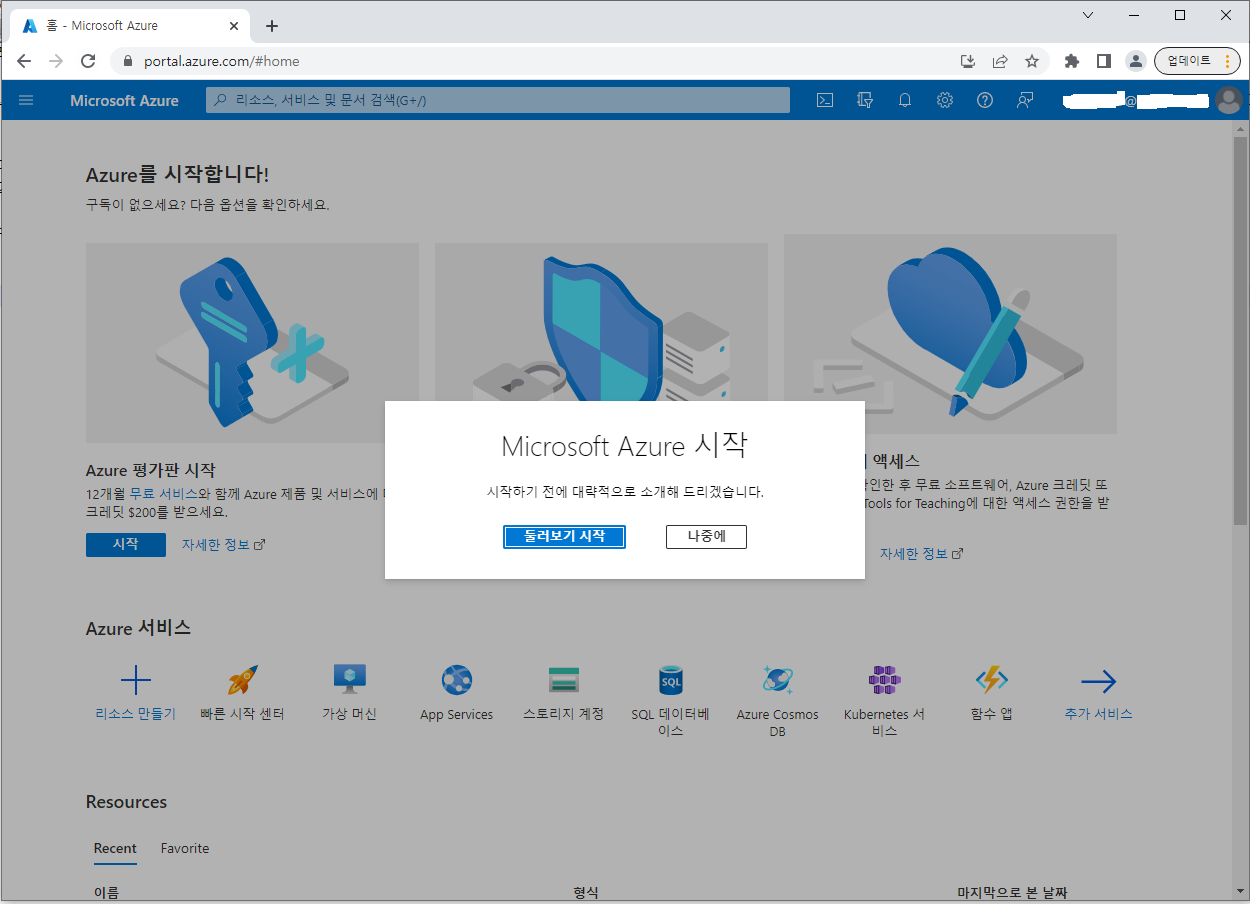 홈 - Microsoft Azure
portal.azure.com/#home
업데이트
Microsoft Azure
리소스, 서비스 및 문서 검색(G+/)
@
Azure를 시작합니다!
구독이 없으세요? 다음 옵션을 확인하세요.
Azure 평가판 시작
12개월 무료 서비스와 함께 Azure 제품 및 서비스에
크레딧 $200를 받으세요.
시작
자세한 정보
액세스
한 후 무료 소프트웨어, Azure 크레딧 또
Tools for Teaching에 대한 액세스 권한을 받
자세한 정보
Microsoft Azure 시작
시작하기 전에 대략적으로 소개해 드리겠습니다.
둘러보기 시작
나중에
Azure 서비스
리소스 만들기
빠른 시작 센터
가상 머신
App Services
스토리지 계정
SQL 데이터베
이스
Azure Cosmos
DB
Kubernetes 서
비스
함수 앱
추가 서비스
Resources
Recent
Favorite
이름
형식
마지막으로 본 날짜